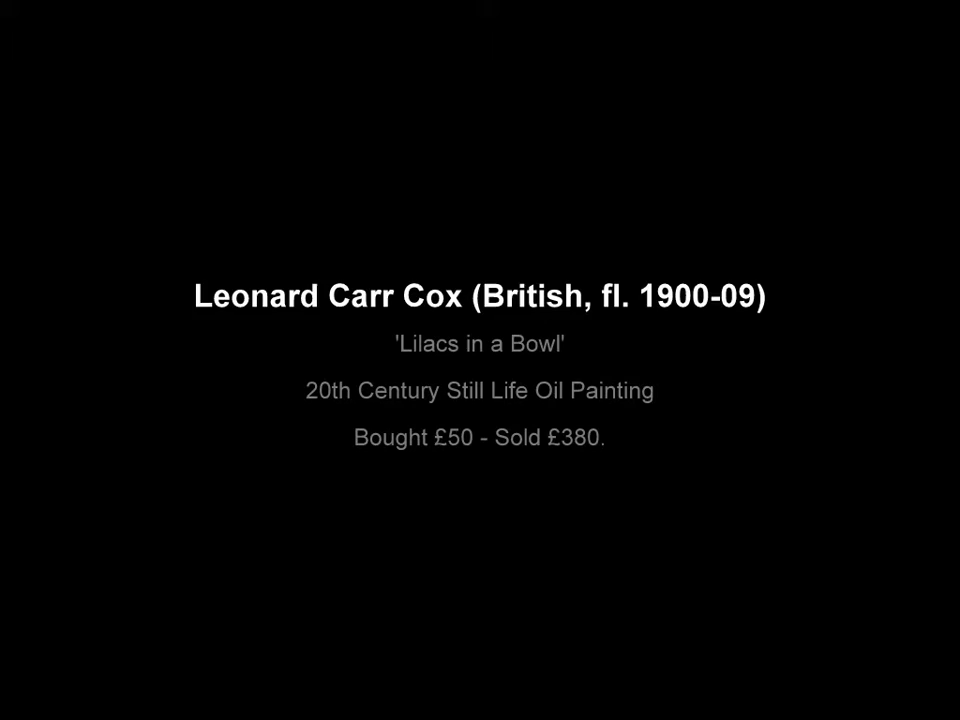 Leonard Carr Cox (British, fl. 1900-09)
'Lilacs in a Bowl'
20th Century Still Life Oil Painting
Bought £50 - Sold £380.